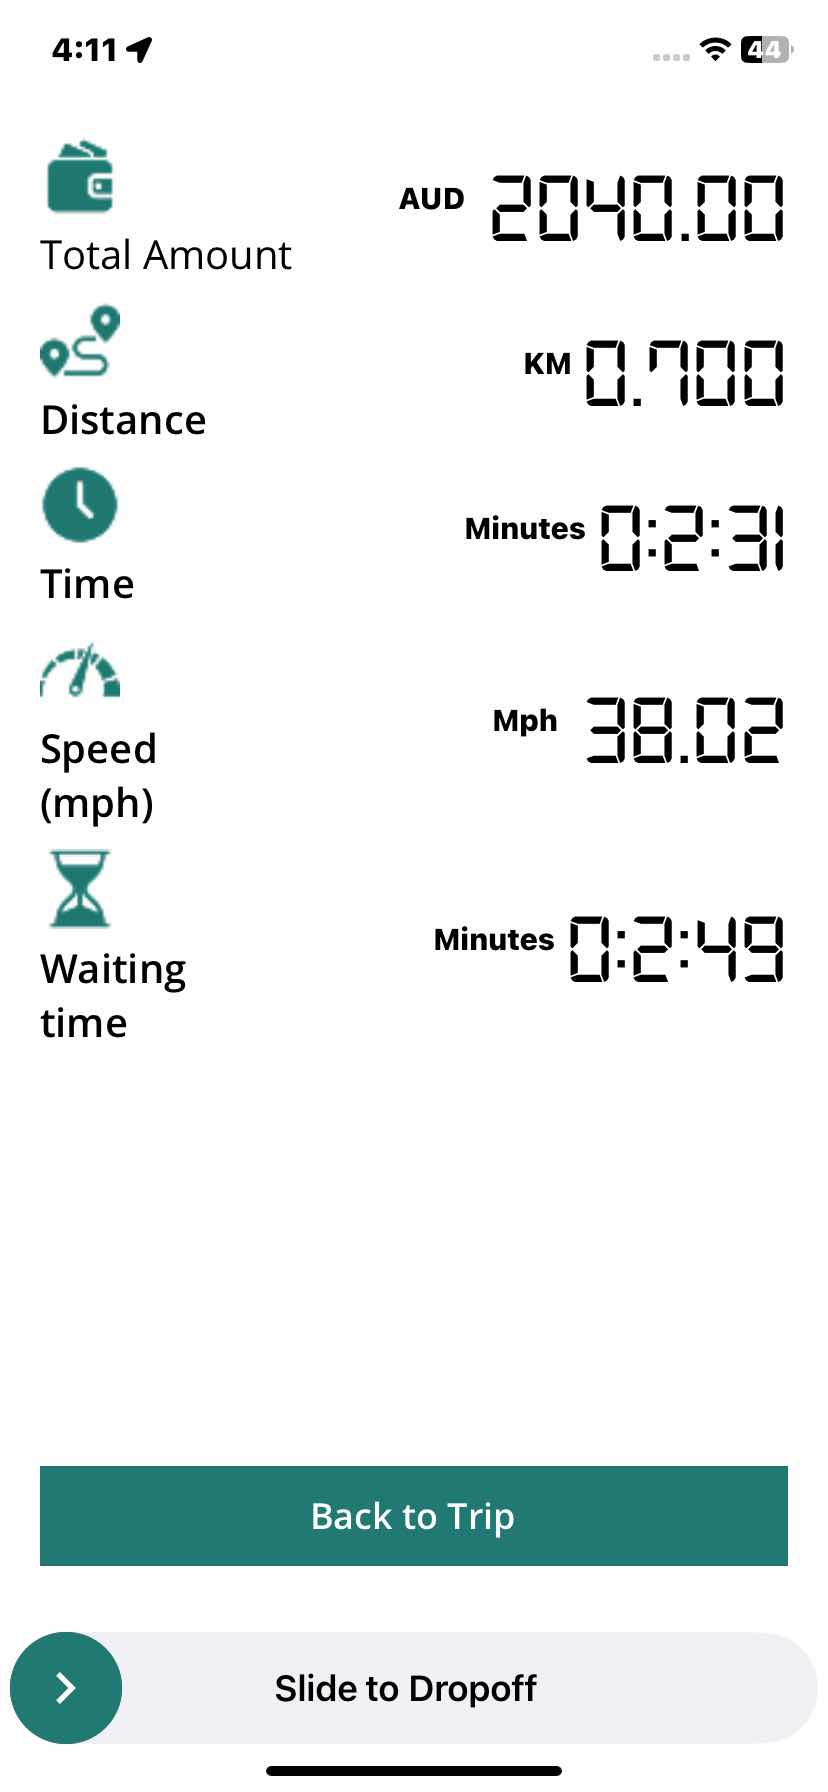 4:11
44
AUD 2040.00
Total Amount
KM 0.700
Distance
Minutes 0:2:31
Time
Mph 38.02
Speed
(mph)
Minutes 0:2:49
Waiting
time
Back to Trip
Slide to Dropoff